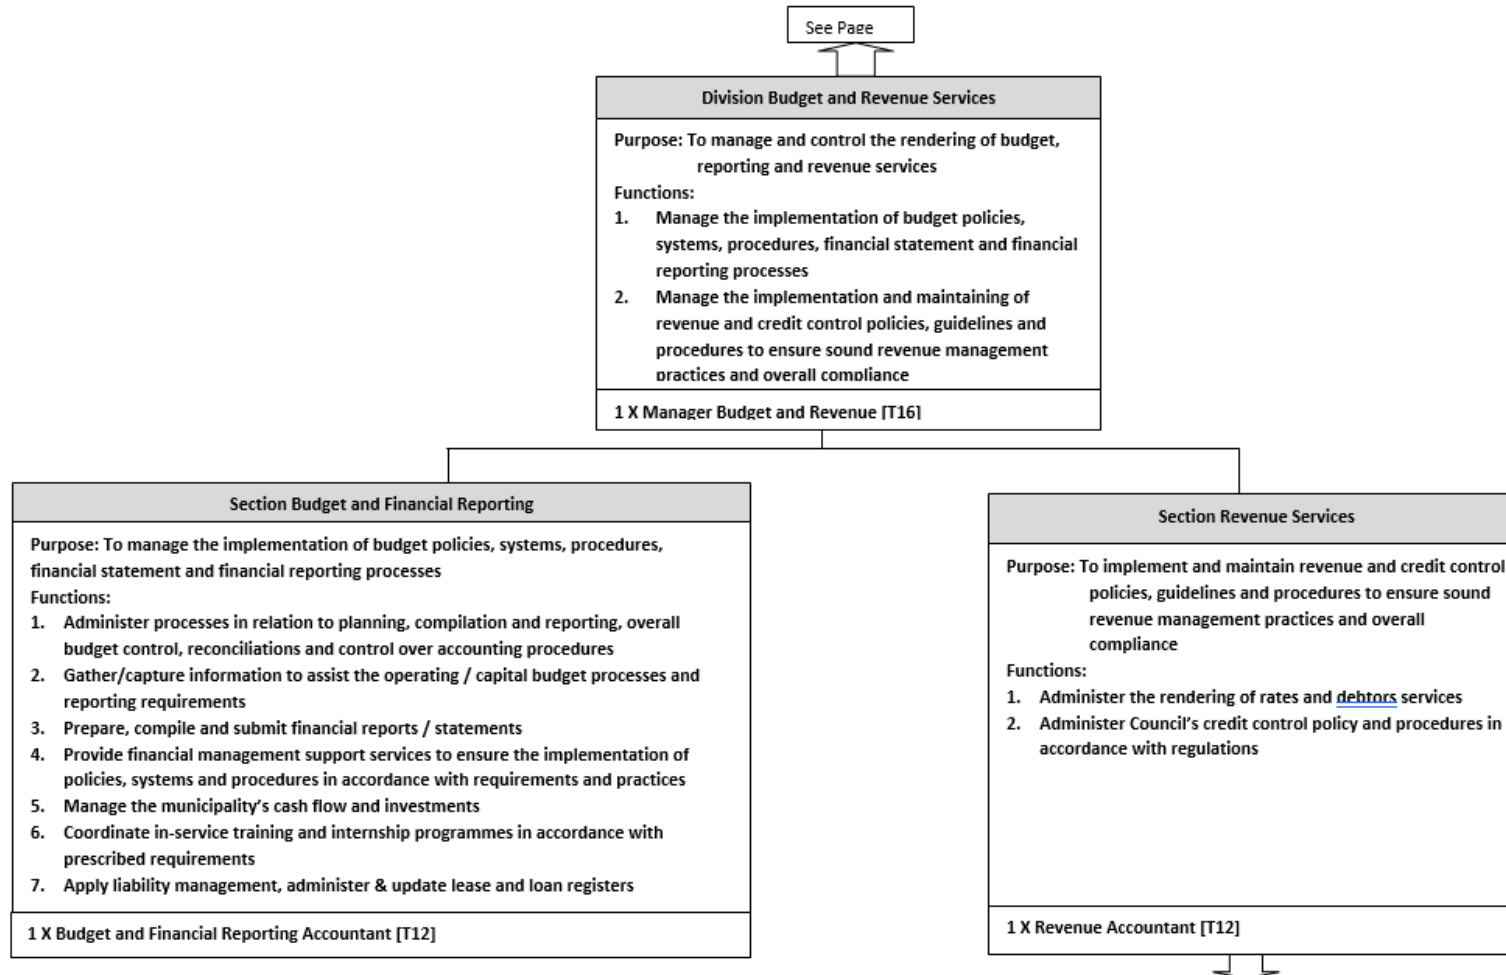 See Page
Division Budget and Revenue Services
Purpose: To manage and control the rendering of budget,
reporting and revenue services
Functions:
1. Manage the implementation of budget policies,
systems, procedures, financial statement and financial
reporting processes
2. Manage the implementation and maintaining of
revenue and credit control policies, guidelines and
procedures to ensure sound revenue management
practices and overall compliance
1 X Manager Budget and Revenue [T16]
Section Budget and Financial Reporting
Purpose: To manage the implementation of budget policies, systems, procedures,
financial statement and financial reporting processes
Functions:
1. Administer processes in relation to planning, compilation and reporting, overall
budget control, reconciliations and control over accounting procedures
2. Gather/capture information to assist the operating / capital budget processes and
reporting requirements
3. Prepare, compile and submit financial reports / statements
4. Provide financial management support services to ensure the implementation of
policies, systems and procedures in accordance with requirements and practices
5. Manage the municipality’s cash flow and investments
6. Coordinate in-service training and internship programmes in accordance with
prescribed requirements
7. Apply liability management, administer & update lease and loan registers
1 X Budget and Financial Reporting Accountant [T12]
Section Revenue Services
Purpose: To implement and maintain revenue and credit control
policies, guidelines and procedures to ensure sound
revenue management practices and overall
compliance
Functions:
1. Administer the rendering of rates and debtors services
2. Administer Council’s credit control policy and procedures in
accordance with regulations
1 X Revenue Accountant [T12]